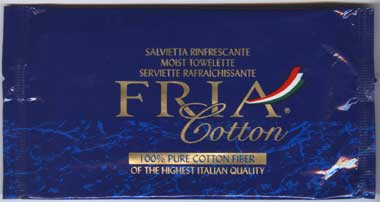 SALVIETTA RINFRESCANTE
MOIST TOWELETTE
SERVIETTE RAFRAÎCHISSANTE
FRIA®
Cotton
100% PURE COTTON FIBER
OF THE HIGHEST ITALIAN QUALITY